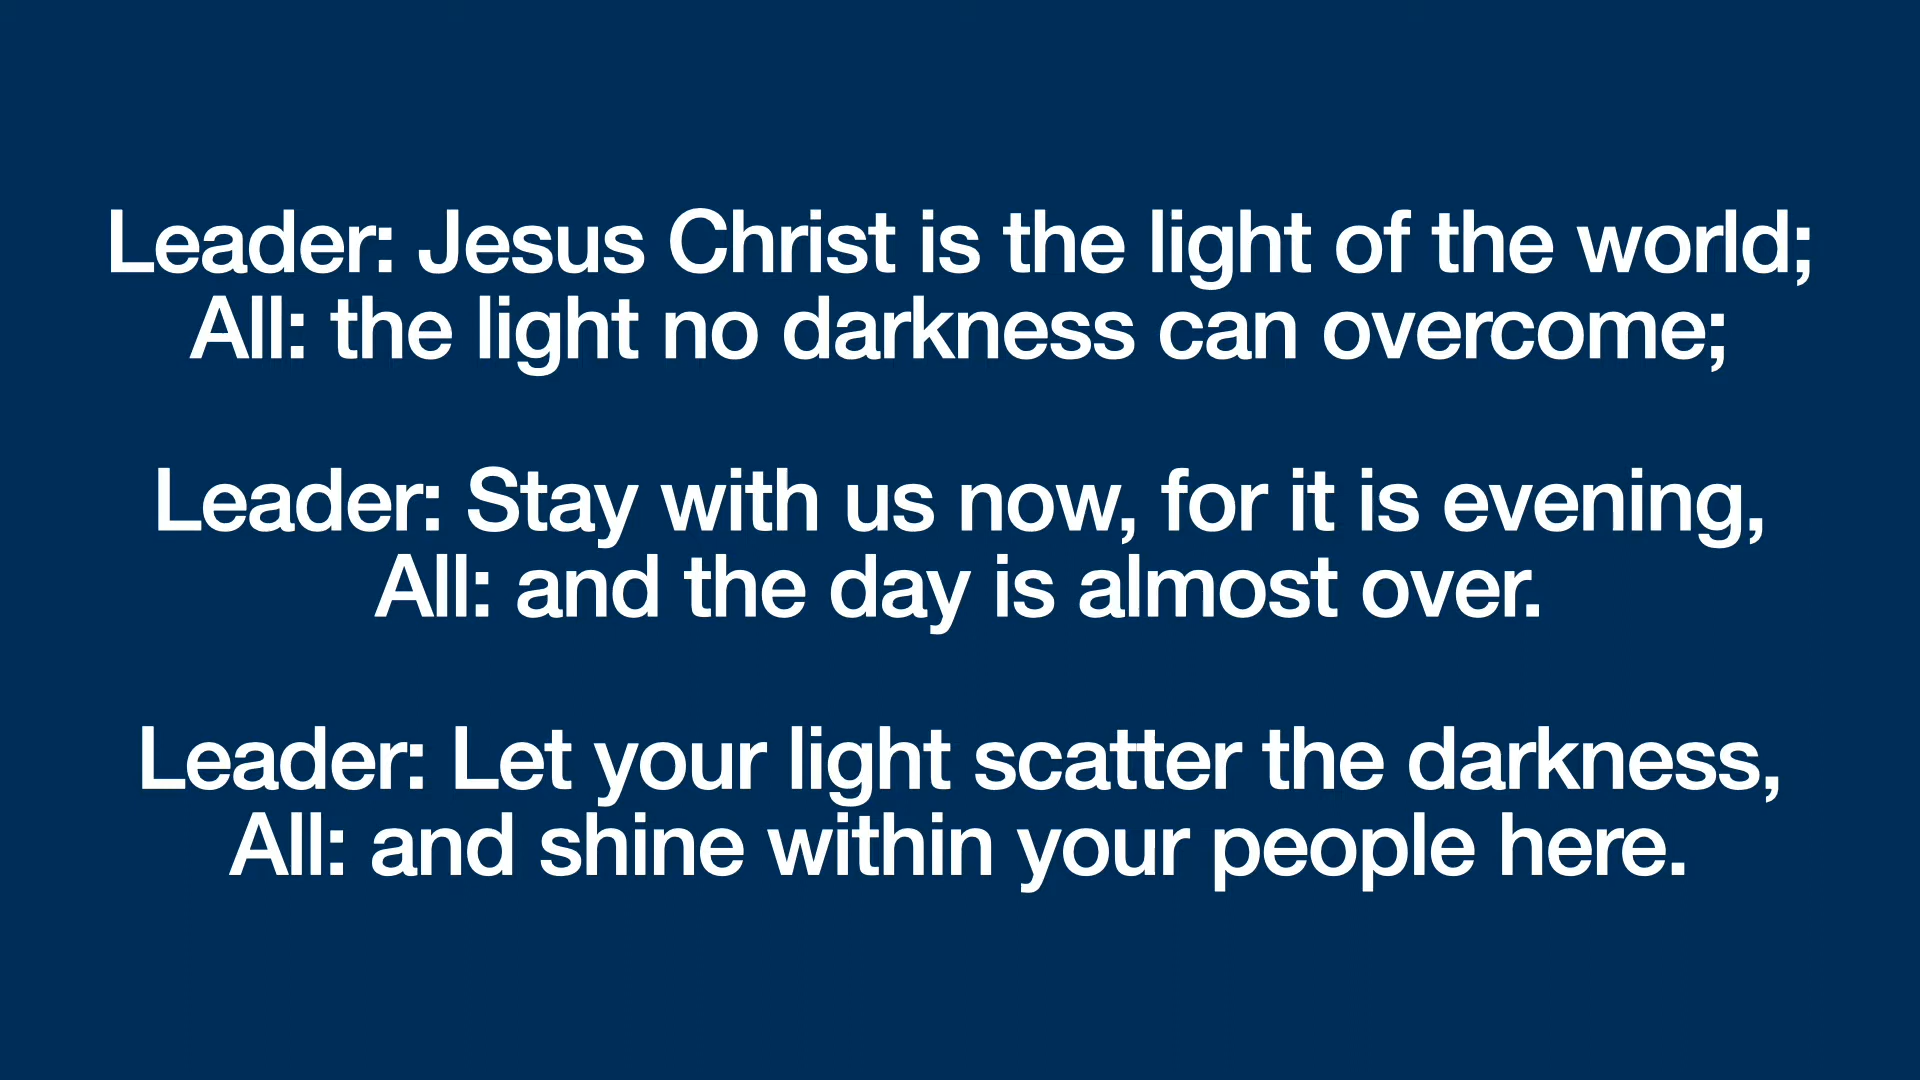 Leader: Jesus Christ is the light of the world;
All: the light no darkness can overcome;
Leader: Stay with us now, for it is evening,
All: and the day is almost over.
Leader: Let your light scatter the darkness,
All: and shine within your people here.